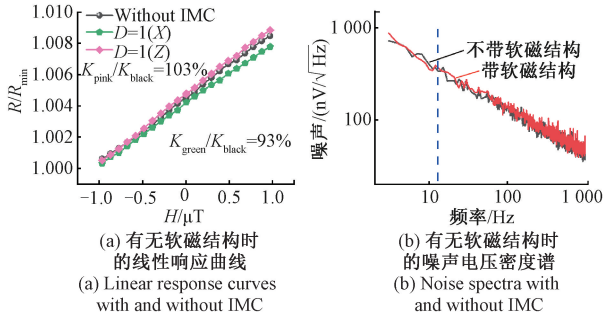 1.010
1.008
1.006
1.004
1.002
1.000
R/Rmin
Without IMC
D=1(X)
D=1(Z)
Kpink/Kblack=103%
Kgreen/Kblack=93%
−1.0 −0.5 0 0.5 1.0
H/μT
(a) 有无软磁结构时
的线性响应曲线
(a) Linear response curves
with and without IMC
1 000
100
噪声/(nV/√Hz)
不带软磁结构
带软磁结构
10 100 1 000
频率/Hz
(b) 有无软磁结构时
的噪声电压密度谱
(b) Noise spectra with
and without IMC